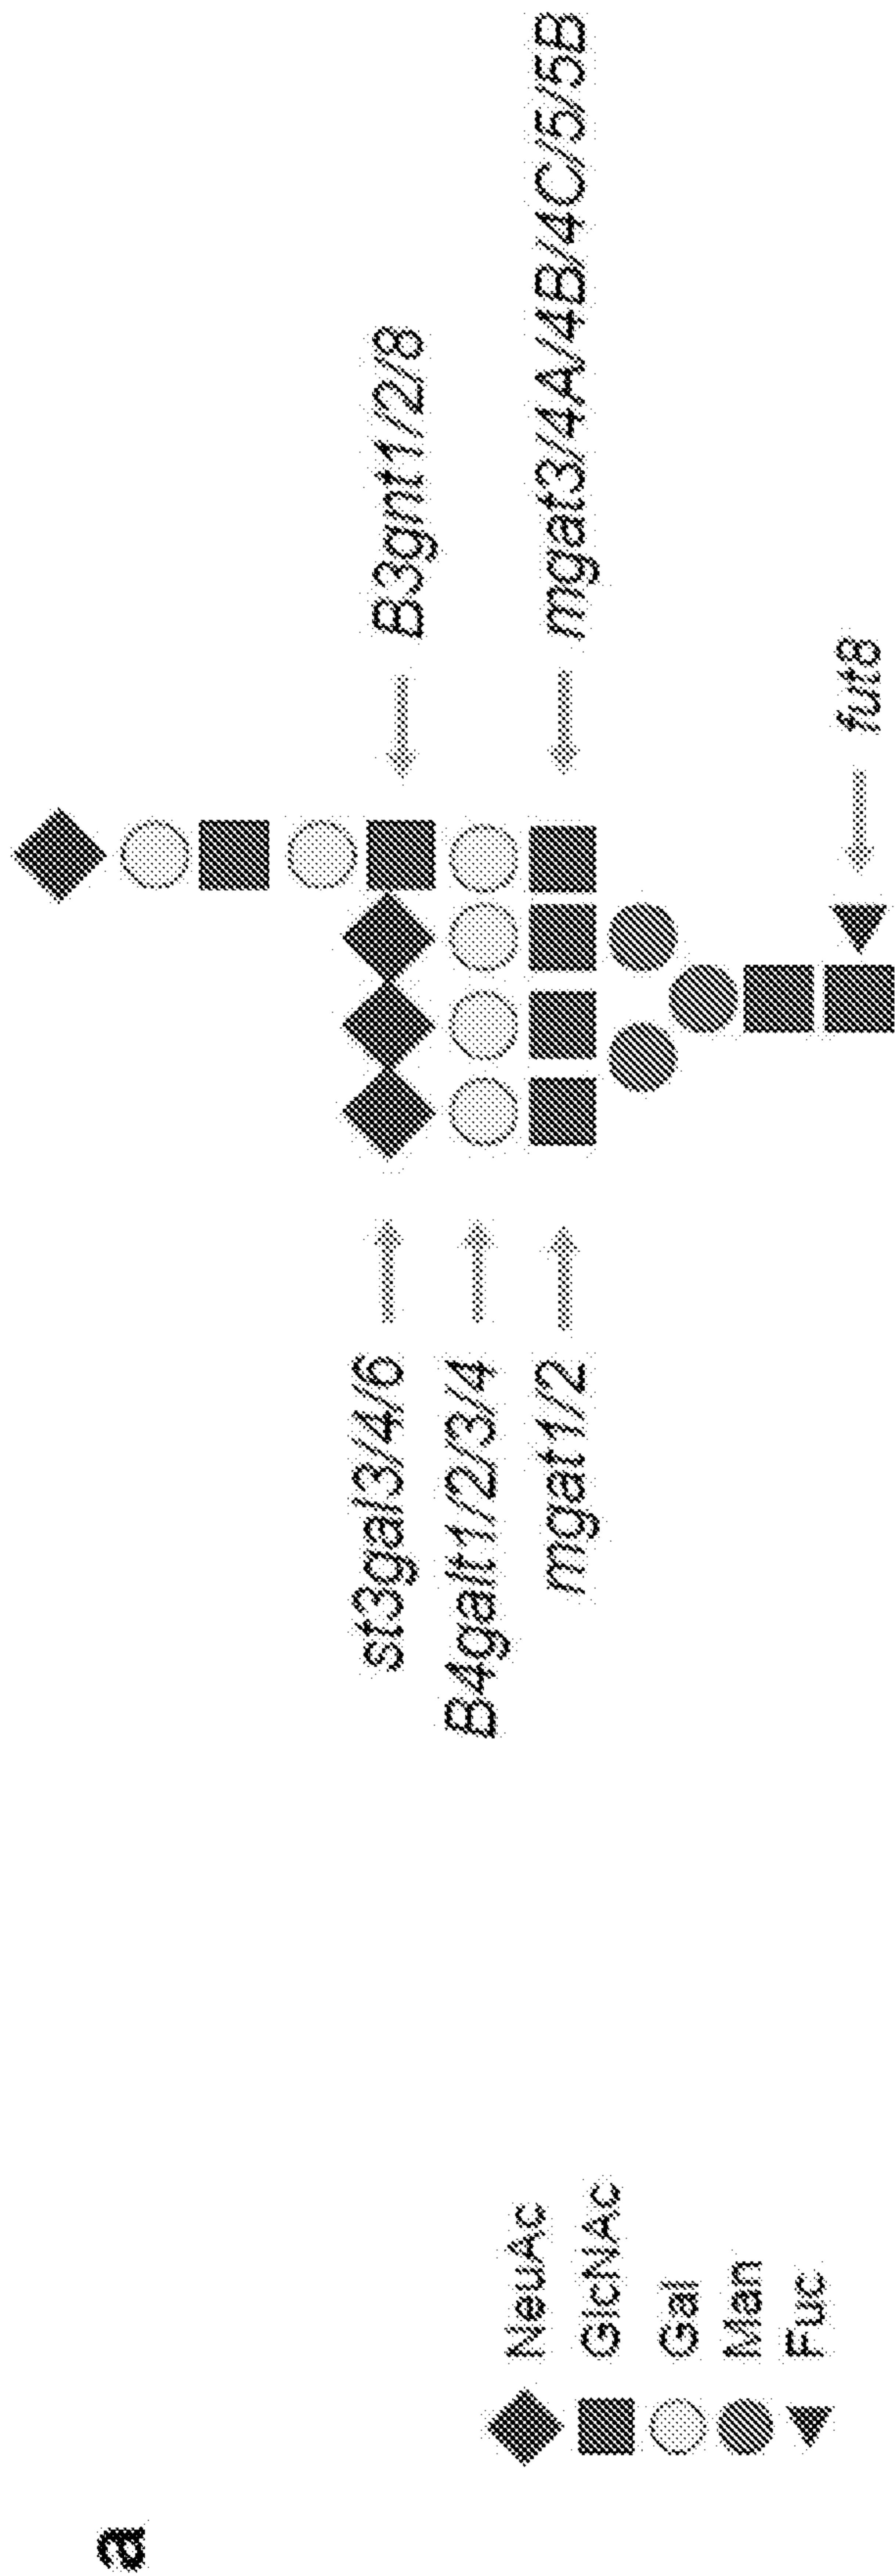 a
NeuAc
GlcNAc
Gal
Man
Fuc
st3gal3/4/6
B4galt1/2/3/4
mgat1/2
B3gnt1/2/8
mgat3/4A/4B/4C/5/5B
fut8